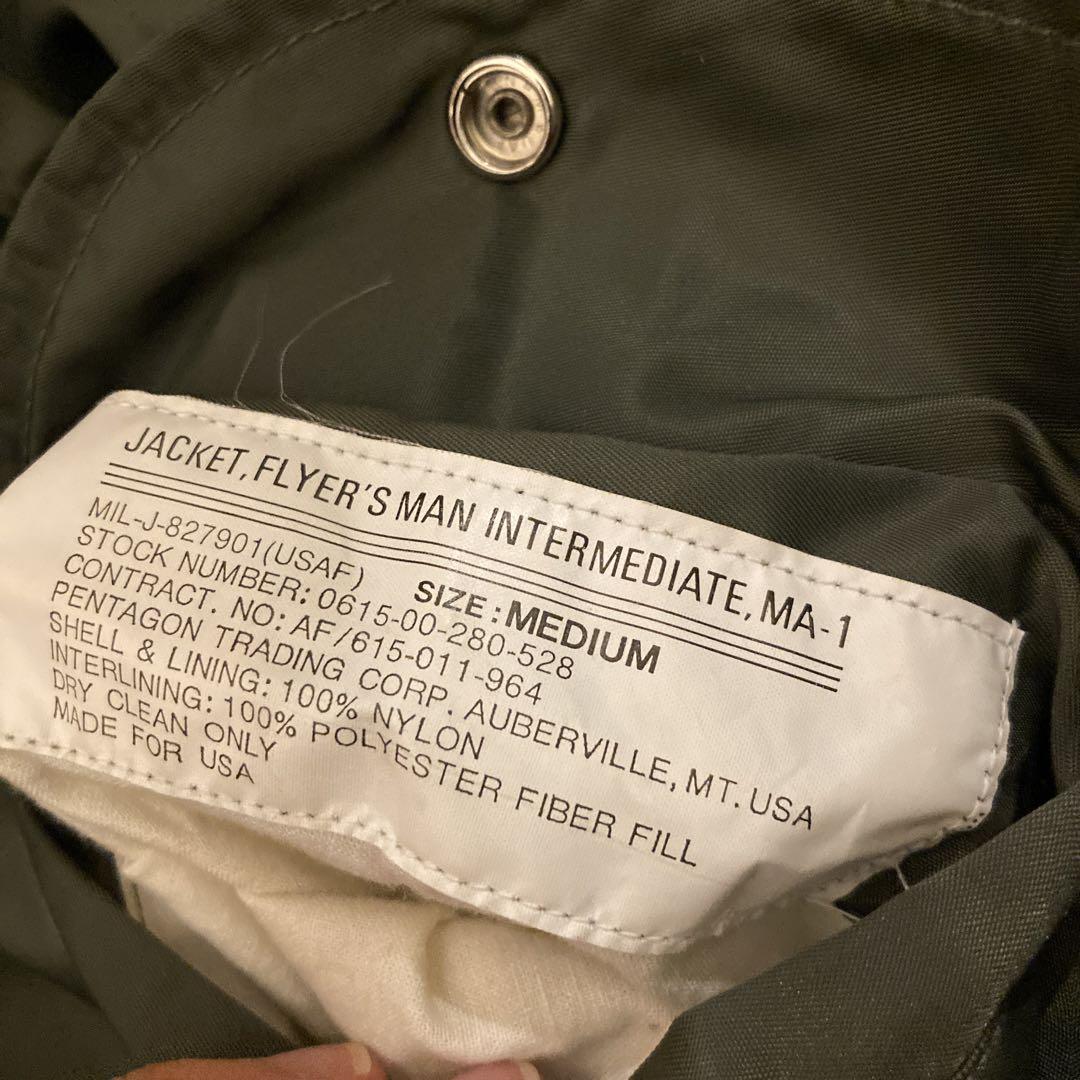 JACKET, FLYER'S MAN INTERMEDIATE, MA-1
MIL-J-827901(USAF)
SIZE: MEDIUM
STOCK NUMBER: 0615-00-280-528
CONTRACT. NO: AF/615-011-964
PENTAGON TRADING CORP. AUBERVILLE, MT. USA
SHELL & LINING: 100% NYLON
INTERLINING: 100% POLYESTER FIBER FILL
DRY CLEAN ONLY
MADE FOR USA